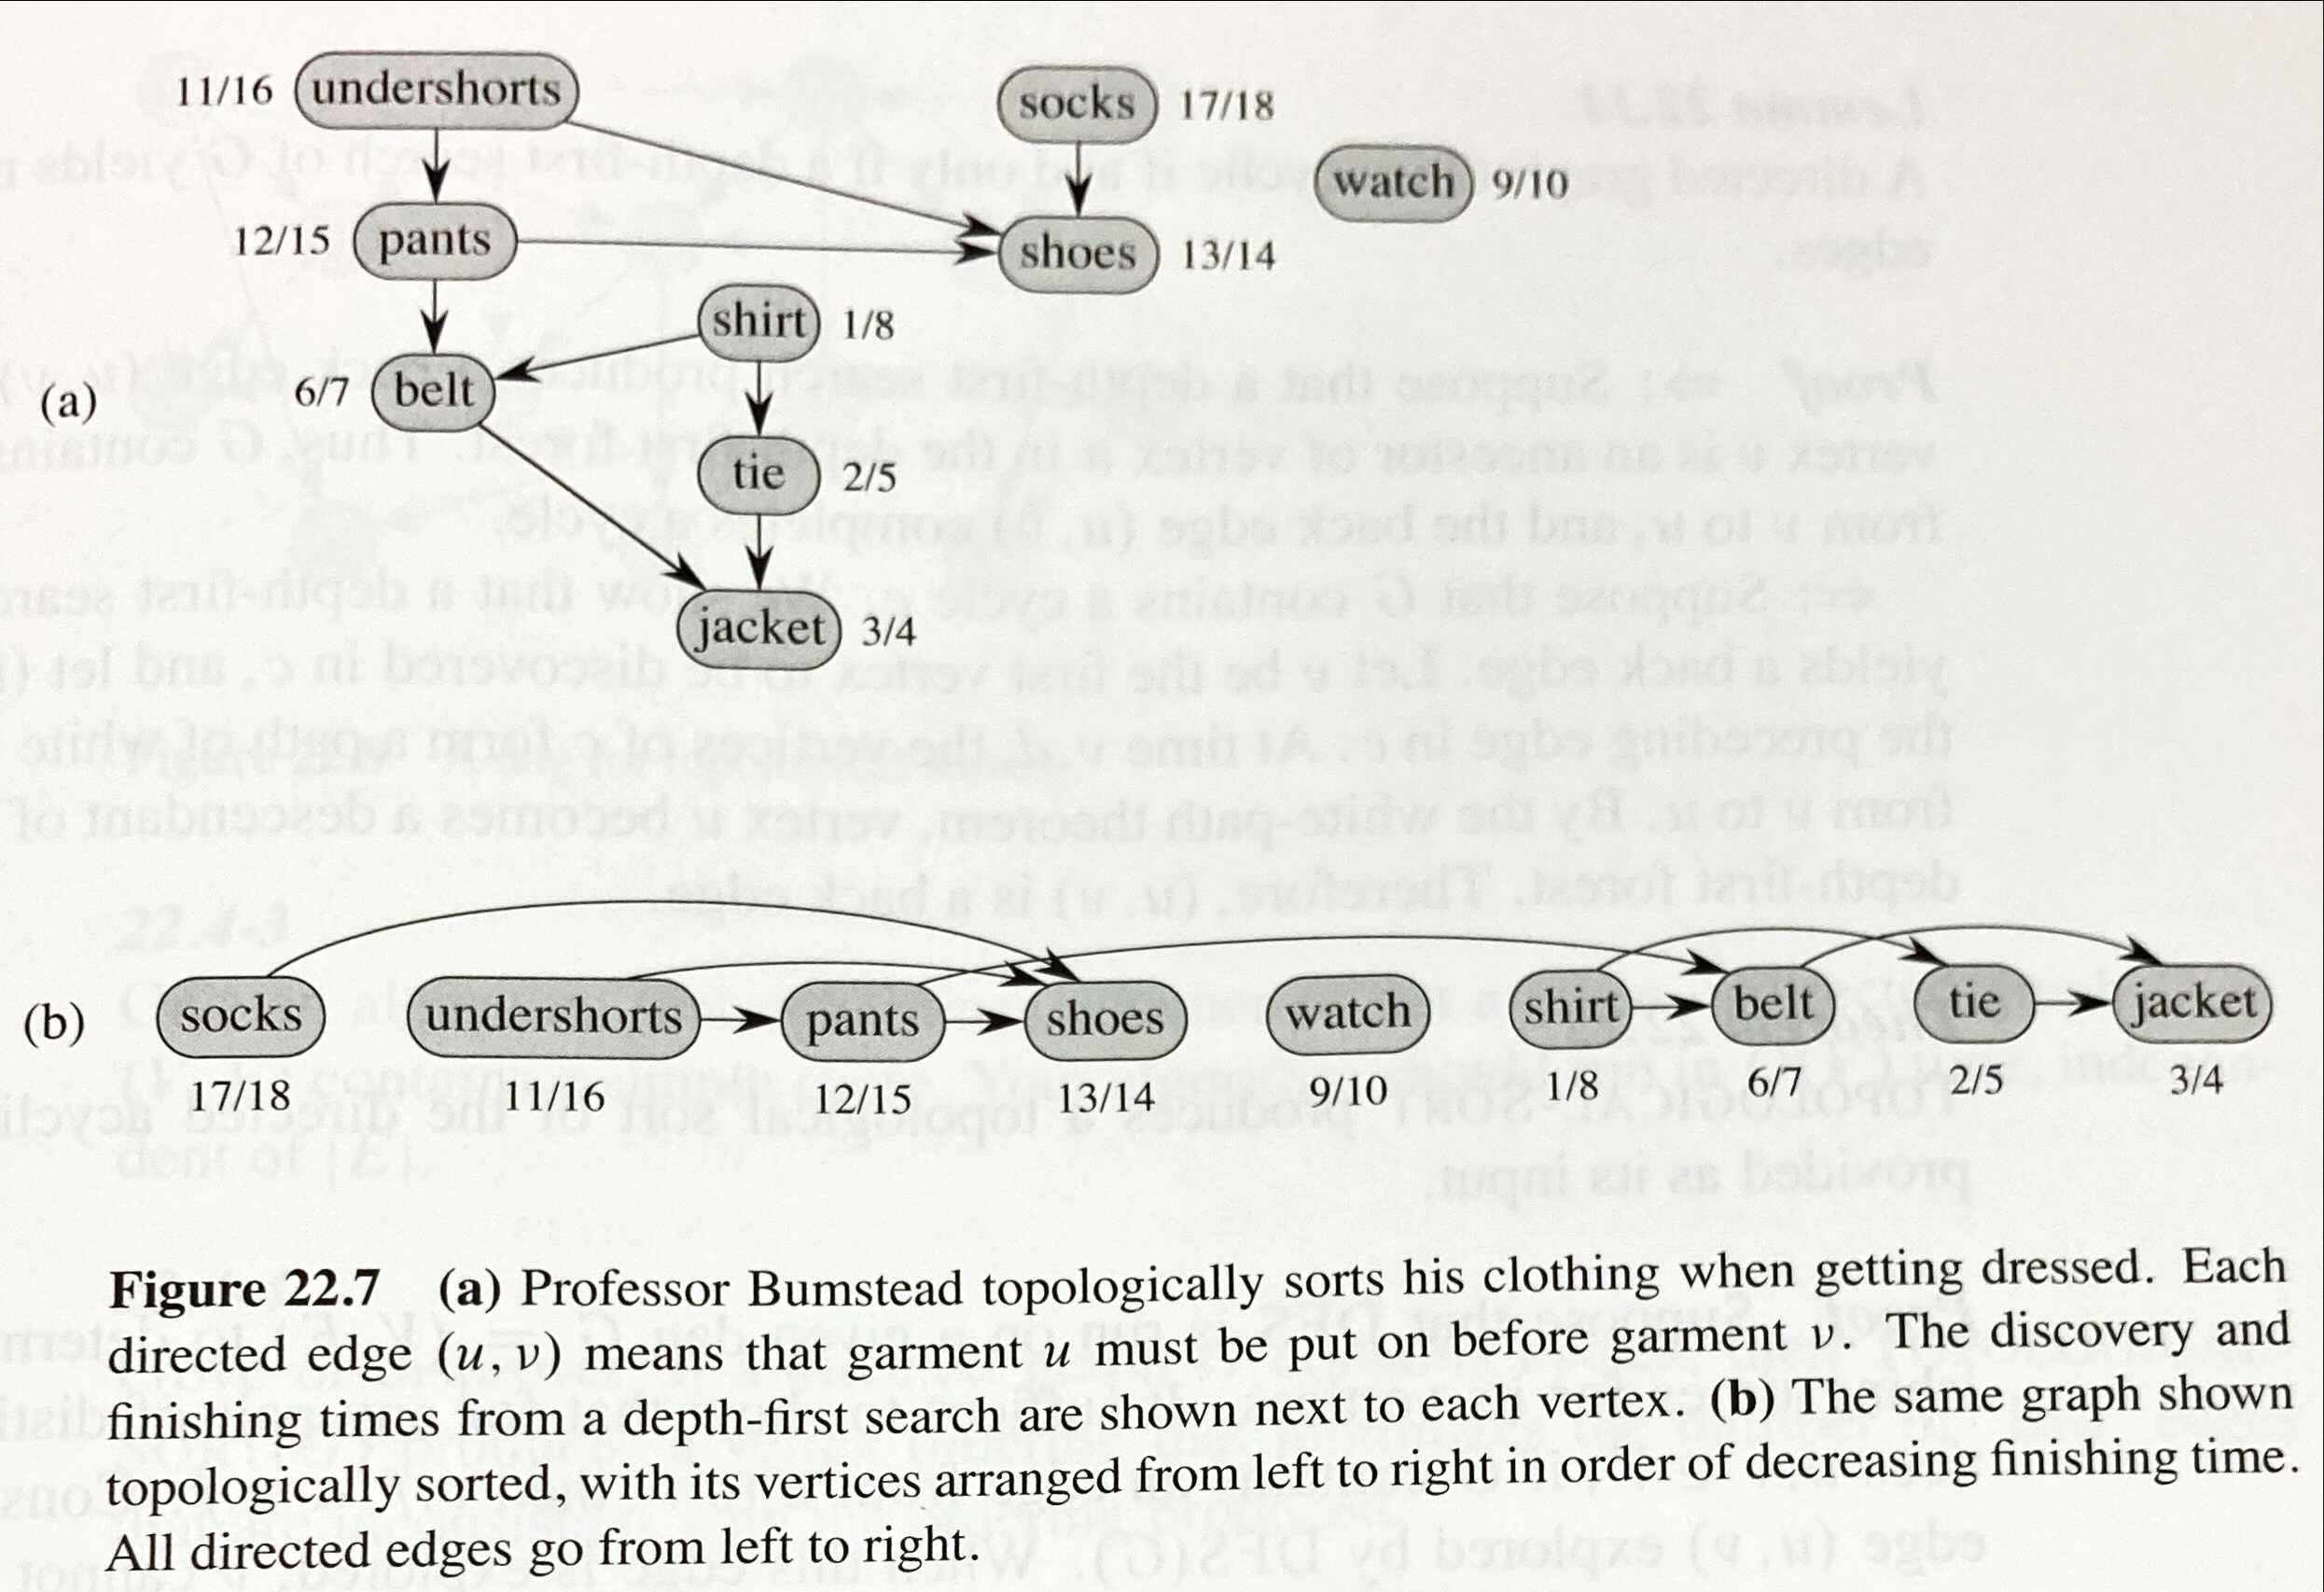 11/16 undershorts socks 17/18
watch 9/10
12/15 pants shoes 13/14
shirt 1/8
(a) 6/7 belt
tie 2/5
jacket 3/4
(b) socks undershorts pants shoes watch shirt belt tie jacket
17/18 11/16 12/15 13/14 9/10 1/8 6/7 2/5 3/4
Figure 22.7 (a) Professor Bumstead topologically sorts his clothing when getting dressed. Each
directed edge (u, v) means that garment u must be put on before garment v. The discovery and
finishing times from a depth-first search are shown next to each vertex. (b) The same graph shown
topologically sorted, with its vertices arranged from left to right in order of decreasing finishing time.
All directed edges go from left to right.